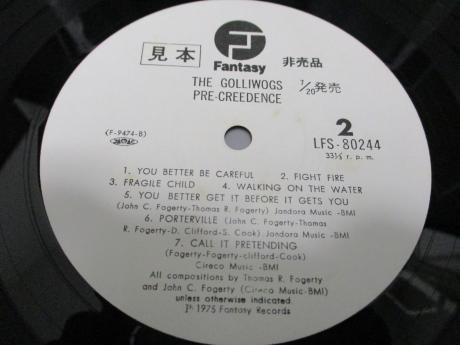 見本
FJ
Fantasy
非売品
THE GOLLIWOGS 1/20発売
PRE-CREEDENCE
(F-9474-B)
2
LFS-80244
33⅓ r. p. m.
1. YOU BETTER BE CAREFUL 2. FIGHT FIRE
3. FRAGILE CHILD 4. WALKING ON THE WATER
5. YOU BETTER GET IT BEFORE IT GETS YOU
(John C. Fogerty-Thomas R. Fogerty) Jondora Music -BMI
6. PORTERVILLE (John C. Fogerty-Thomas
R. Fogerty-D. Clifford-S. Cook) Jondora Music -BMI
7. CALL IT PRETENDING
(Fogerty-Fogerty-clifford-Cook)
Cireco Music -BMI
All compositions by Thomas R. Fogerty
and John C. Fogerty (Cireco Music-BMI)
unless otherwise indicated.
℗ 1975 Fantasy Records